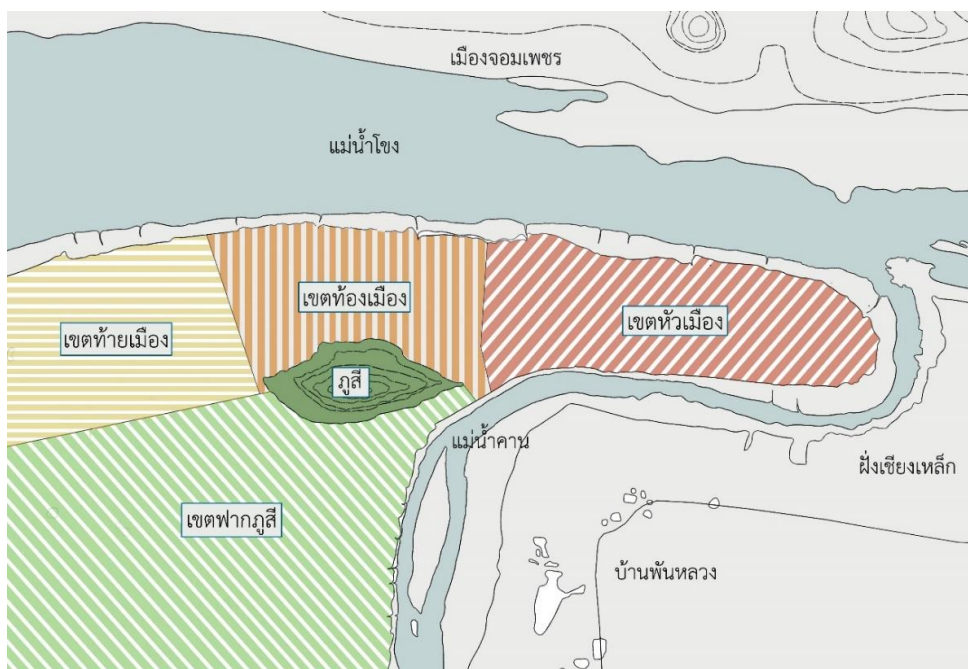 เมืองจอมเพชร
แม่น้ำโขง
เขตท้องเมือง
เขตหัวเมือง
เขตท้ายเมือง
ภูสี
แม่น้ำคาน
ฝั่งเชียงเหล็ก
เขตฟากภูสี
บ้านพันหลวง